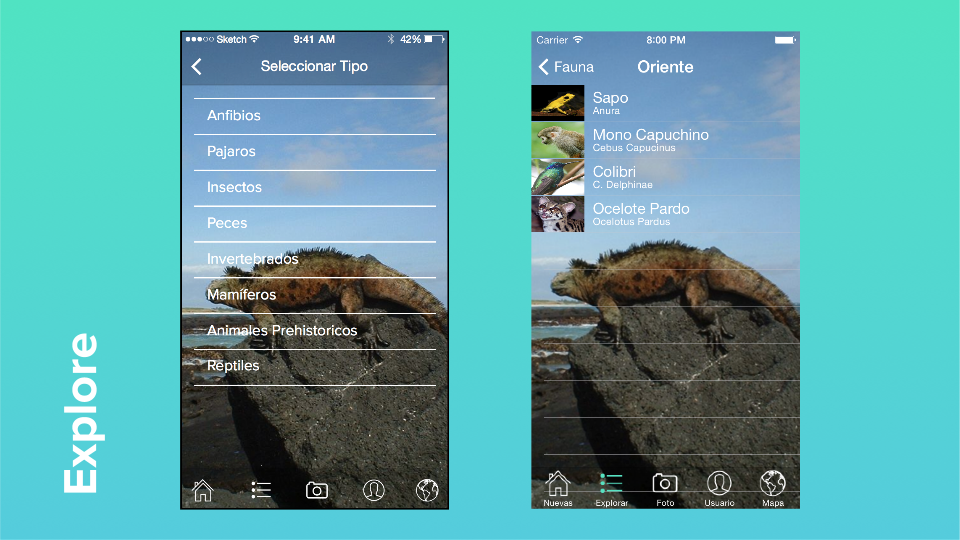 Explore
Sketch 9:41 AM 42%
Seleccionar Tipo
Anfibios
Pajaros
Insectos
Peces
Invertebrados
Mamíferos
Animales Prehistoricos
Reptiles
Carrier 8:00 PM
Fauna Oriente
Sapo
Anura
Mono Capuchino
Cebus Capucinus
Colibri
C. Delphinae
Ocelote Pardo
Ocelotus Pardus
Nuevas Explorar Foto Usuario Mapa